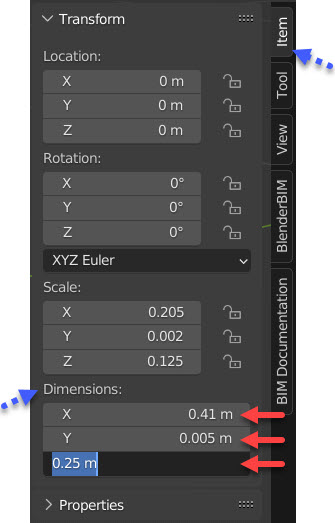 Transform
Location:
X 0 m
Y 0 m
Z 0 m
Rotation:
X 0°
Y 0°
Z 0°
XYZ Euler
Scale:
X 0.205
Y 0.002
Z 0.125
Dimensions:
X 0.41 m
Y 0.005 m
0.25 m
Properties
Item
Tool
View
BlenderBIM
BIM Documentation